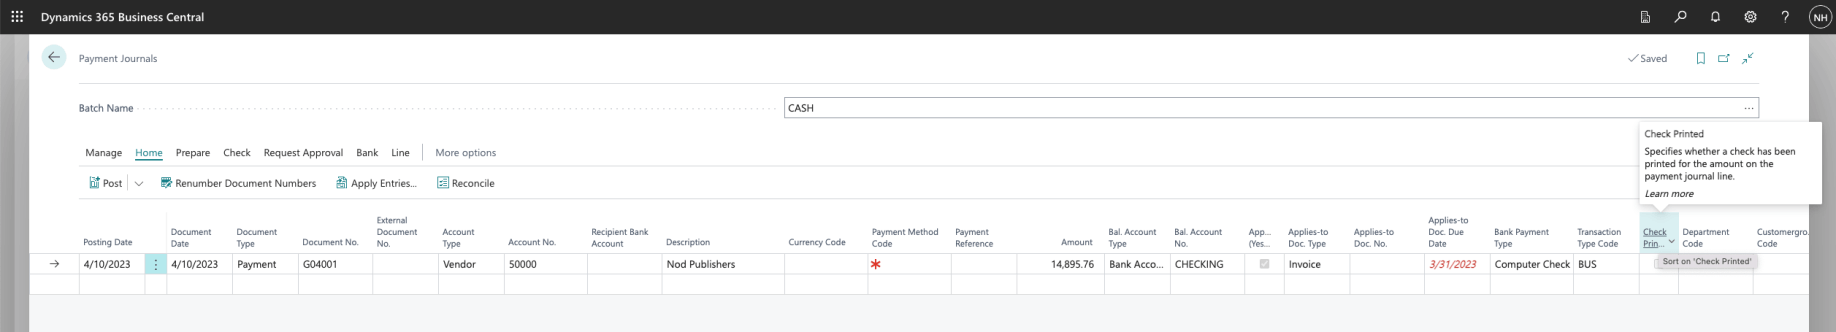 Dynamics 365 Business Central
NH
Payment Journals
Saved
Batch Name
CASH
Check Printed
Specifies whether a check has been
printed for the amount on the
payment journal line.
Learn more
Manage Home Prepare Check Request Approval Bank Line More options
Post Renumber Document Numbers Apply Entries... Reconcile
Posting Date Document Date Document Type Document No. External Document No. Account Type Account No. Recipient Bank Account Description Currency Code Payment Method Code Payment Reference Amount Bal. Account Type Bal. Account No. App... (Yes... Applies-to Doc. Type Applies-to Doc. No. Applies-to Doc. Due Date Bank Payment Type Transaction Type Code Check Prin... Department Code Customergro... Code
4/10/2023 4/10/2023 Payment G04001 Vendor 50000 Nod Publishers 14,895.76 Bank Acco... CHECKING Invoice 3/31/2023 Computer Check BUS
Sort on 'Check Printed'